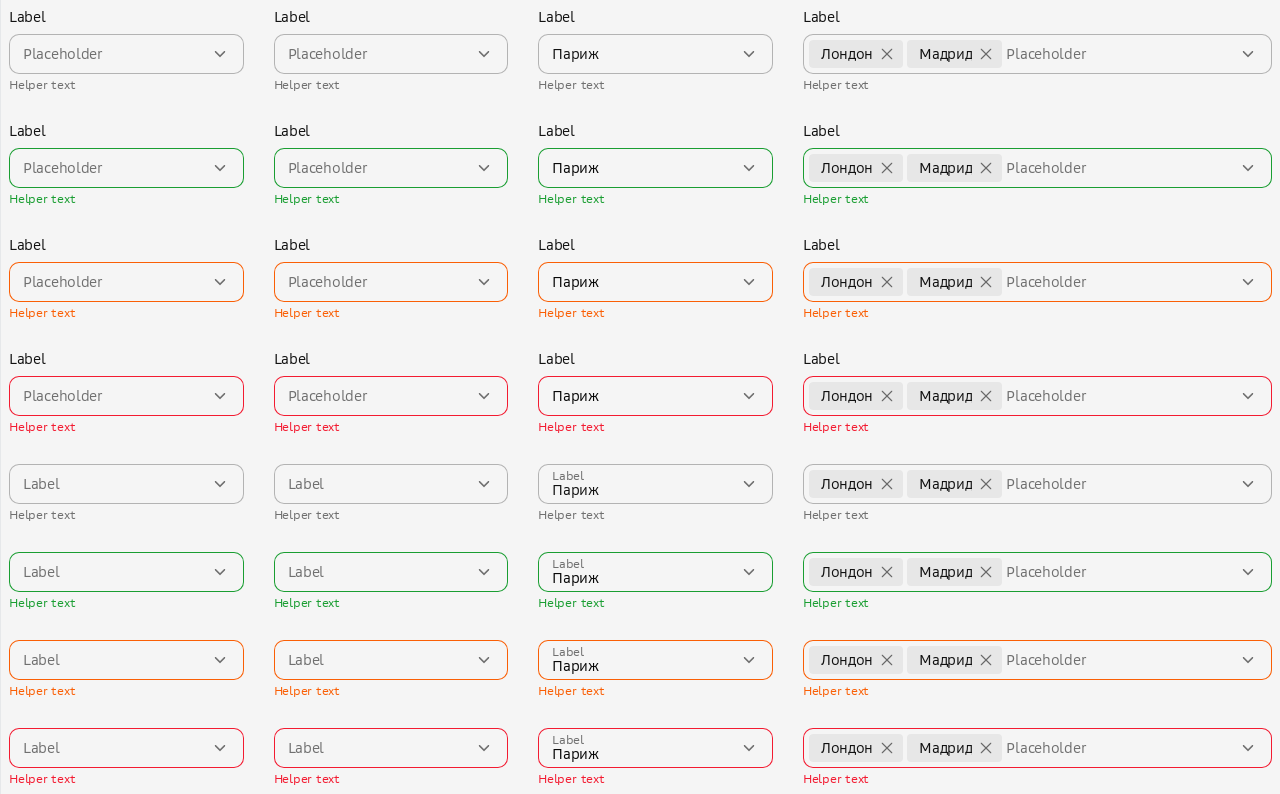 Label Label Label Label
Placeholder Placeholder Париж Лондон Мадрид Placeholder
Helper text Helper text Helper text Helper text
Label Label Label Label
Placeholder Placeholder Париж Лондон Мадрид Placeholder
Helper text Helper text Helper text Helper text
Label Label Label Label
Placeholder Placeholder Париж Лондон Мадрид Placeholder
Helper text Helper text Helper text Helper text
Label Label Label Label
Placeholder Placeholder Париж Лондон Мадрид Placeholder
Helper text Helper text Helper text Helper text
Label
Label Label Париж Лондон Мадрид Placeholder
Helper text Helper text Helper text Helper text
Label
Label Label Париж Лондон Мадрид Placeholder
Helper text Helper text Helper text Helper text
Label
Label Label Париж Лондон Мадрид Placeholder
Helper text Helper text Helper text Helper text
Label
Label Label Париж Лондон Мадрид Placeholder
Helper text Helper text Helper text Helper text